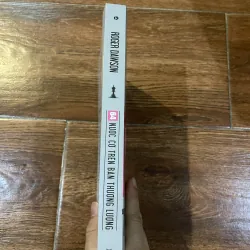 ROGER DAWSON
NƯỚC CỜ TRÊN BÀN THƯƠNG LƯỢNG